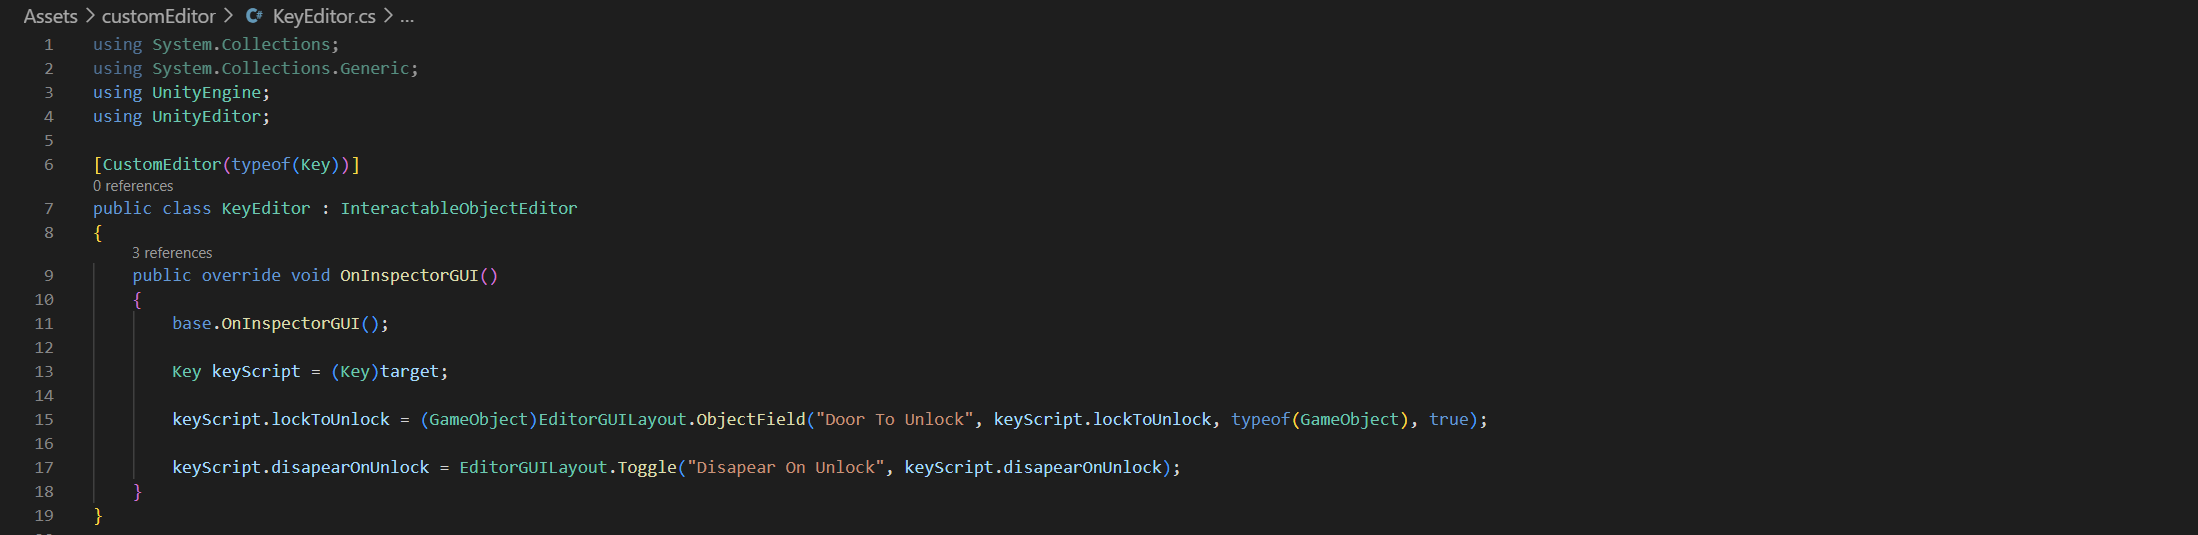 Assets > customEditor > C# KeyEditor.cs > ...
1 using System.Collections;
2 using System.Collections.Generic;
3 using UnityEngine;
4 using UnityEditor;
5
6 [CustomEditor(typeof(Key))]
0 references
7 public class KeyEditor : InteractableObjectEditor
8 {
3 references
9 public override void OnInspectorGUI()
10 {
11 base.OnInspectorGUI();
12
13 Key keyScript = (Key)target;
14
15 keyScript.lockToUnlock = (GameObject)EditorGUILayout.ObjectField("Door To Unlock", keyScript.lockToUnlock, typeof(GameObject), true);
16
17 keyScript.disapearOnUnlock = EditorGUILayout.Toggle("Disapear On Unlock", keyScript.disapearOnUnlock);
18 }
19 }